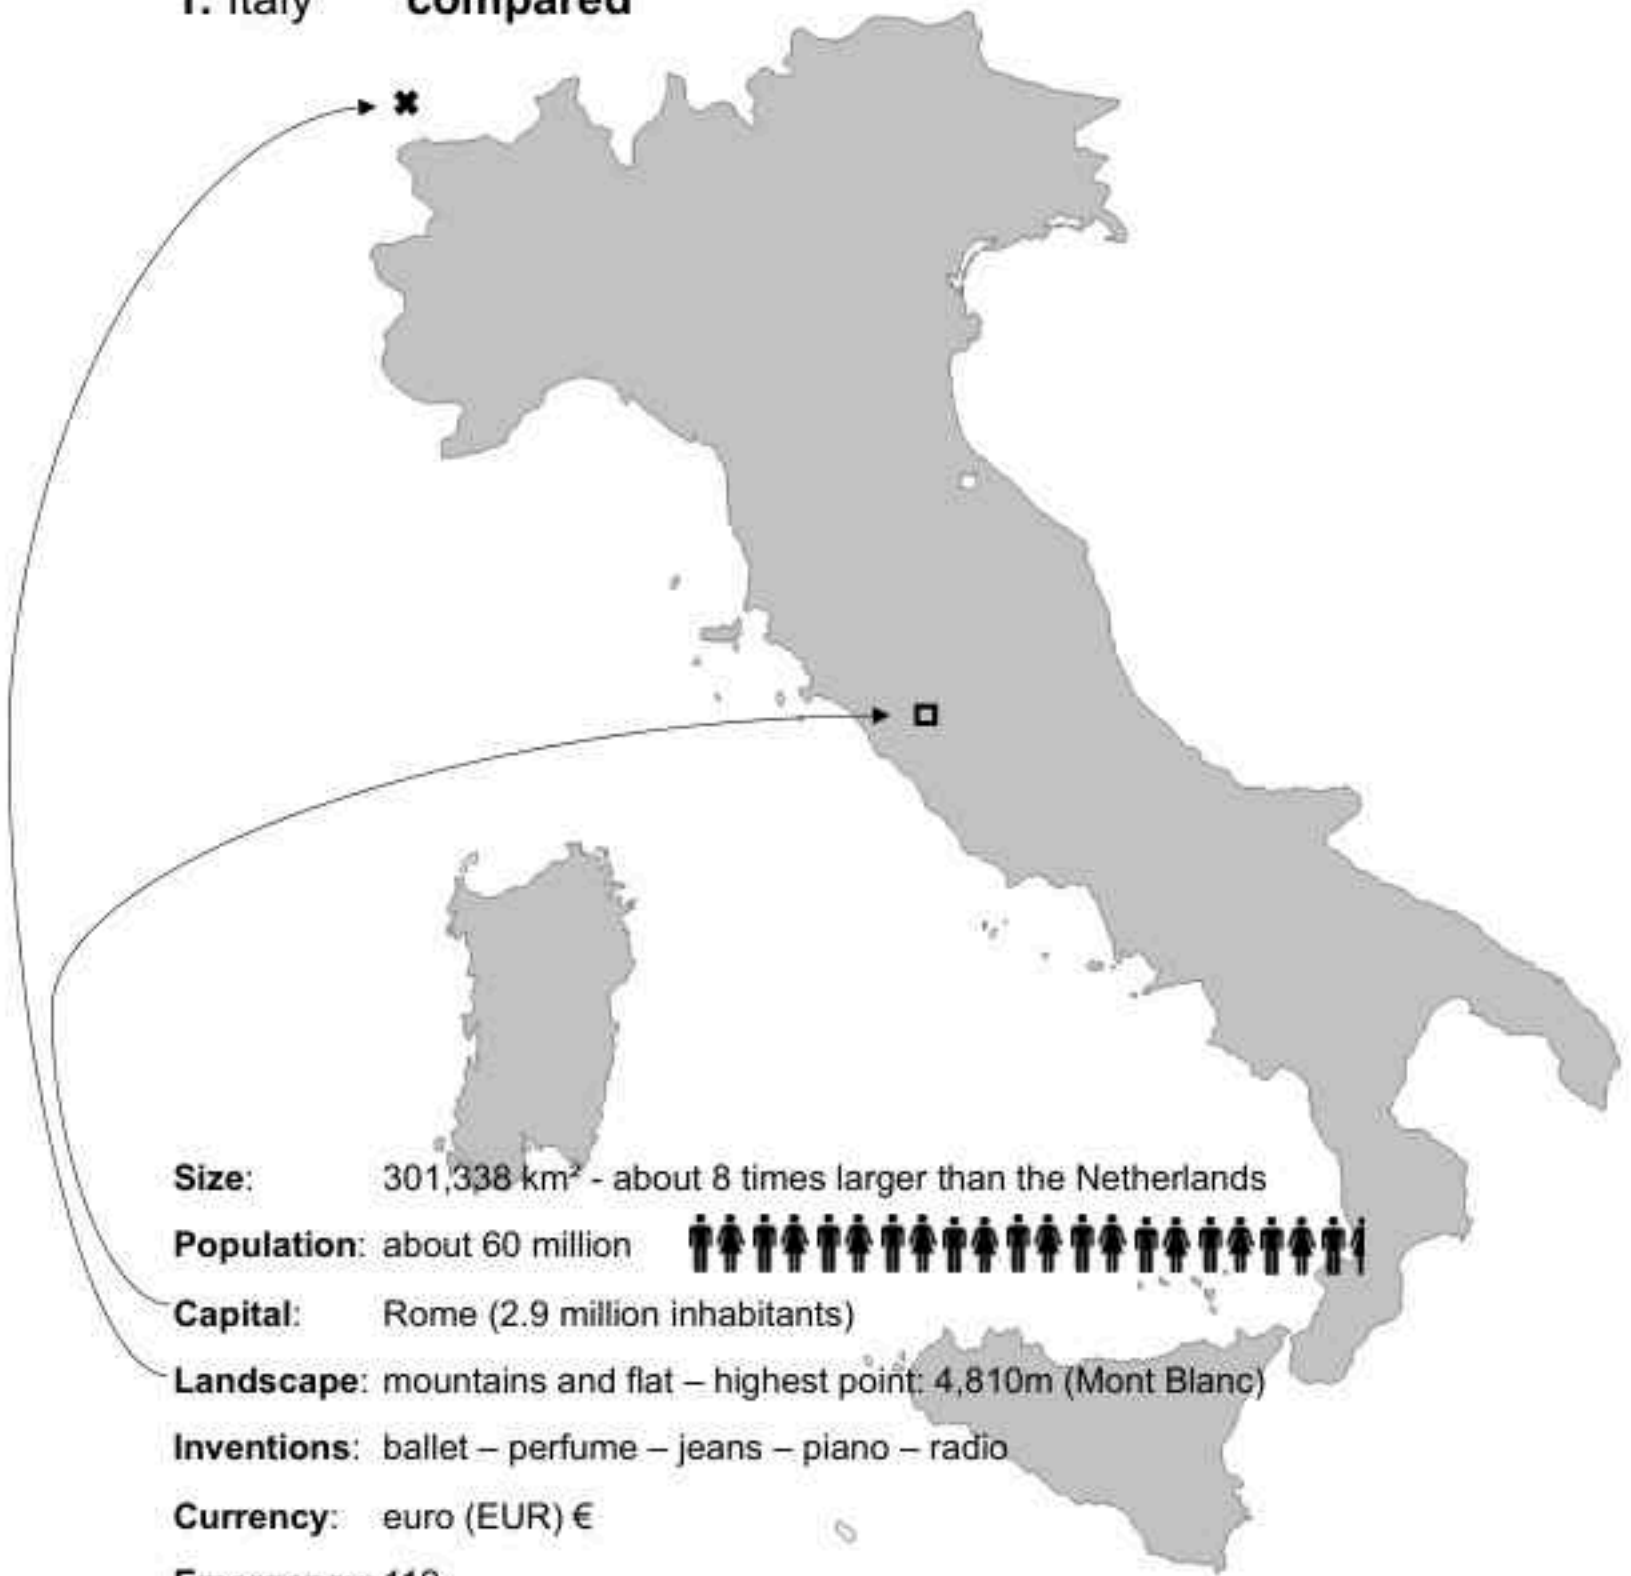 1. Italy compared
Size: 301,338 km² - about 8 times larger than the Netherlands
Population: about 60 million
Capital: Rome (2.9 million inhabitants)
Landscape: mountains and flat – highest point: 4,810m (Mont Blanc)
Inventions: ballet – perfume – jeans – piano – radio
Currency: euro (EUR) €